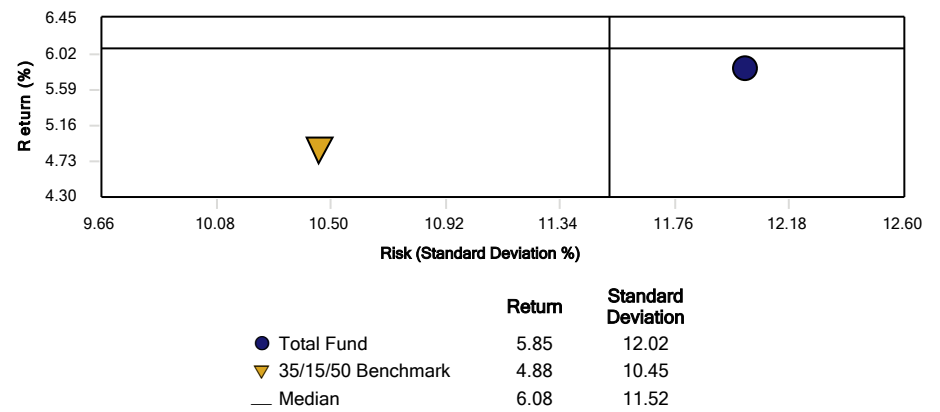 6.45
6.02
5.59
5.16
4.73
4.30
Return (%)
9.66 10.08 10.50 10.92 11.34 11.76 12.18 12.60
Risk (Standard Deviation %)
Return Standard Deviation
Total Fund 5.85 12.02
35/15/50 Benchmark 4.88 10.45
Median 6.08 11.52